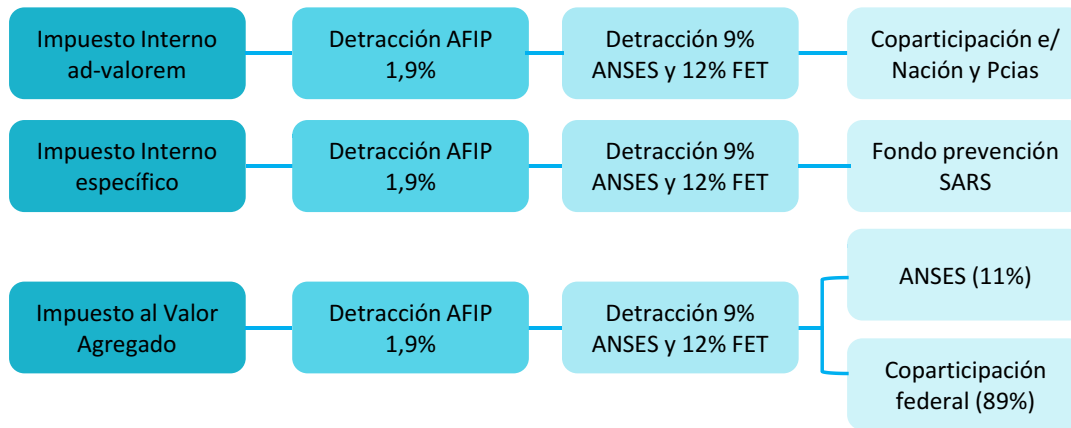 Impuesto Interno
ad-valorem
Detracción AFIP
1,9%
Detracción 9%
ANSES y 12% FET
Coparticipación e/
Nación y Pcias
Impuesto Interno
específico
Detracción AFIP
1,9%
Detracción 9%
ANSES y 12% FET
Fondo prevención
SARS
Impuesto al Valor
Agregado
Detracción AFIP
1,9%
Detracción 9%
ANSES y 12% FET
ANSES (11%)
Coparticipación
federal (89%)